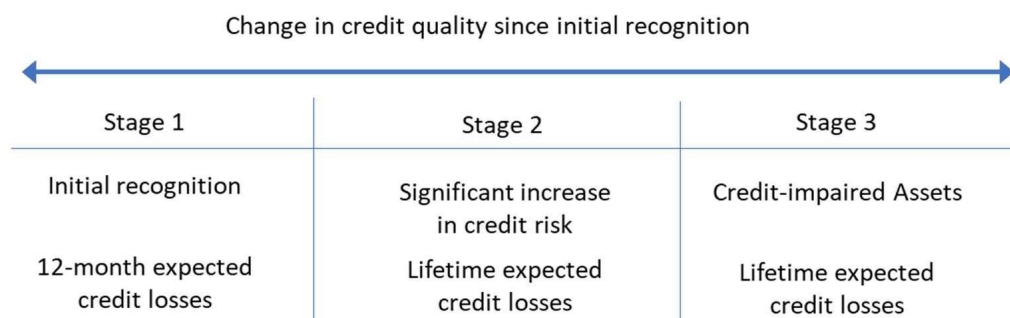 Change in credit quality since initial recognition
Stage 1
Stage 2
Stage 3
Initial recognition
Significant increase
in credit risk
Credit-impaired Assets
12-month expected
credit losses
Lifetime expected
credit losses
Lifetime expected
credit losses